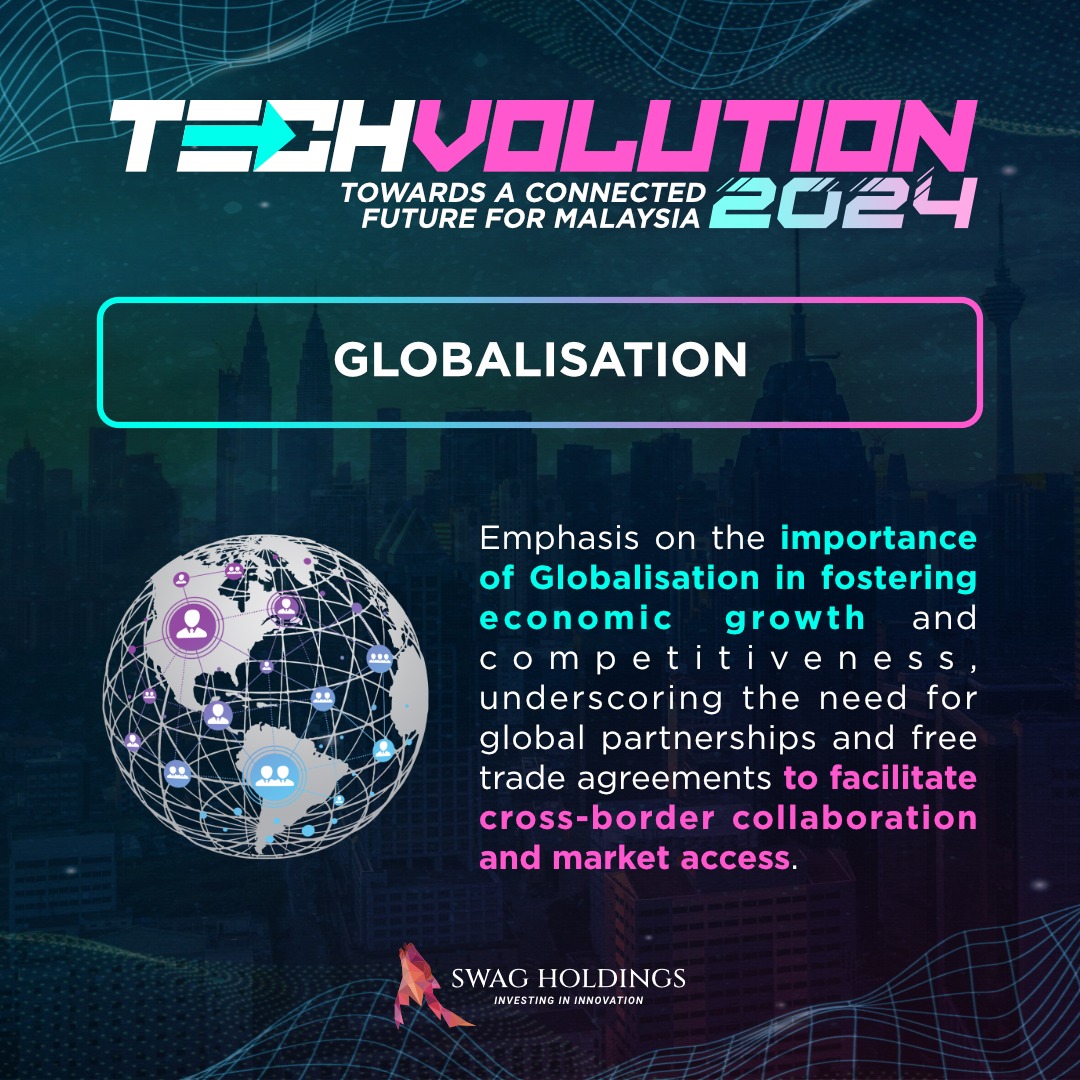 TECHVOLUTION
TOWARDS A CONNECTED
FUTURE FOR MALAYSIA 2024
GLOBALISATION
Emphasis on the importance
of Globalisation in fostering
economic growth and
competitiveness,
underscoring the need for
global partnerships and free
trade agreements to facilitate
cross-border collaboration
and market access.
SWAG HOLDINGS
INVESTING IN INNOVATION